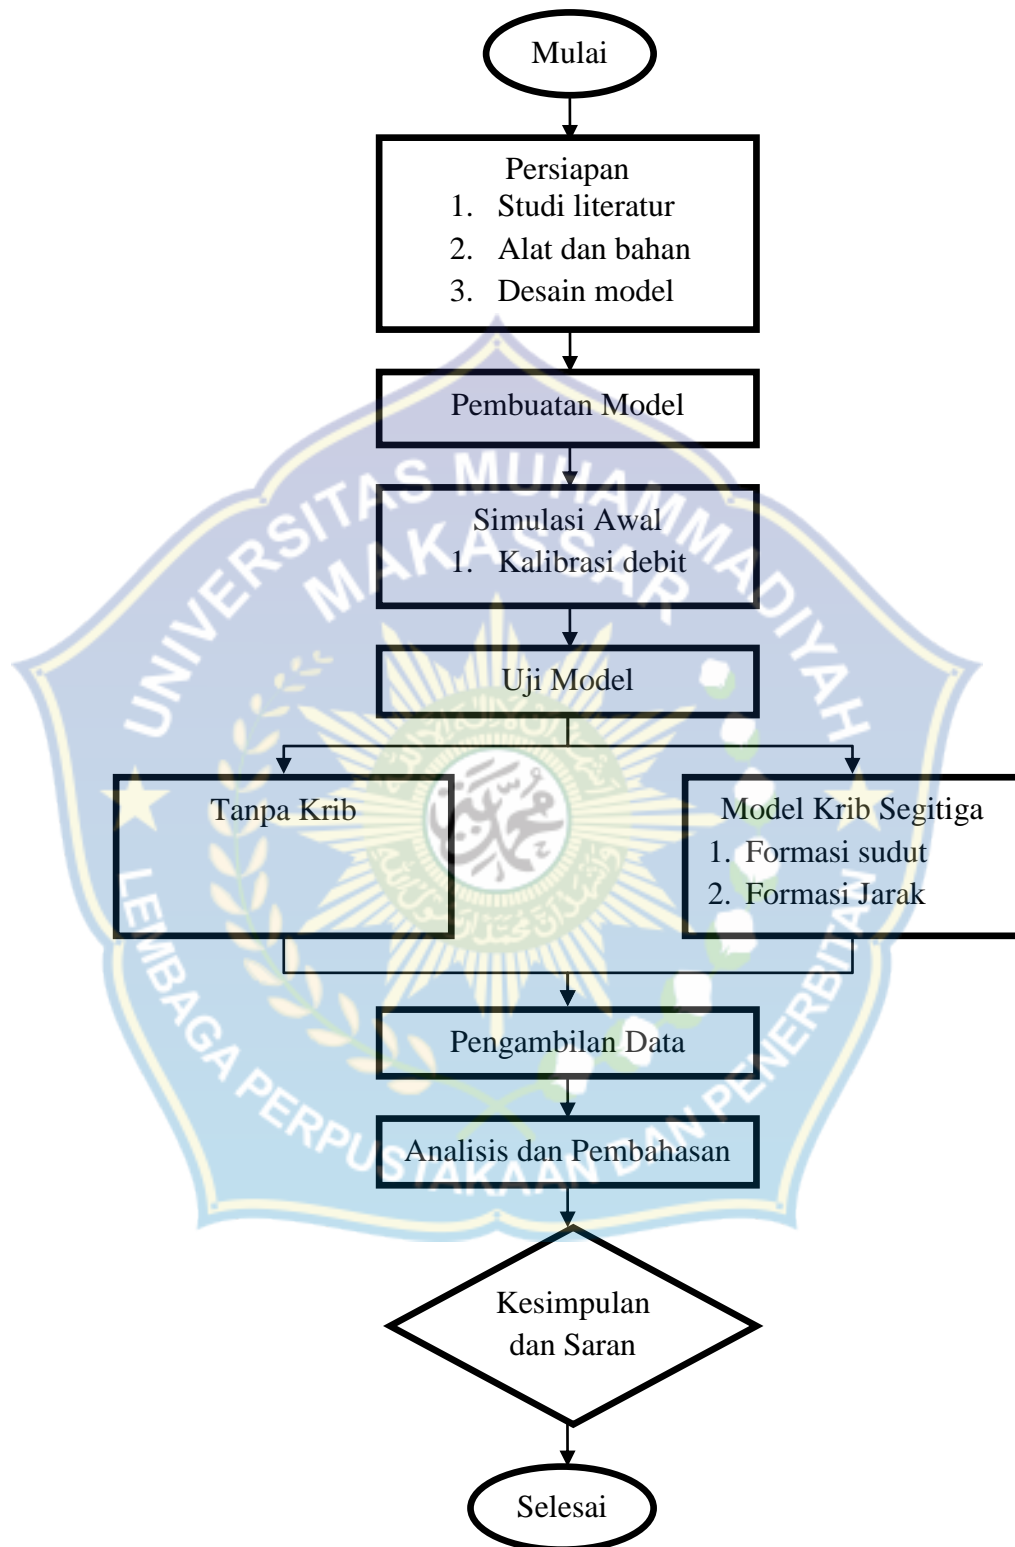 Mulai
Persiapan
1. Studi literatur
2. Alat dan bahan
3. Desain model
Pembuatan Model
UNIVERSITAS MUHAMMADIYAH
MAKASSAR
Simulasi Awal
1. Kalibrasi debit
Uji Model
Tanpa Krib
Model Krib Segitiga
1. Formasi sudut
2. Formasi Jarak
Pengambilan Data
Analisis dan Pembahasan
LEMBAGA PERPUSTAKAAN DAN PENERBITAN
Kesimpulan
dan Saran
Selesai